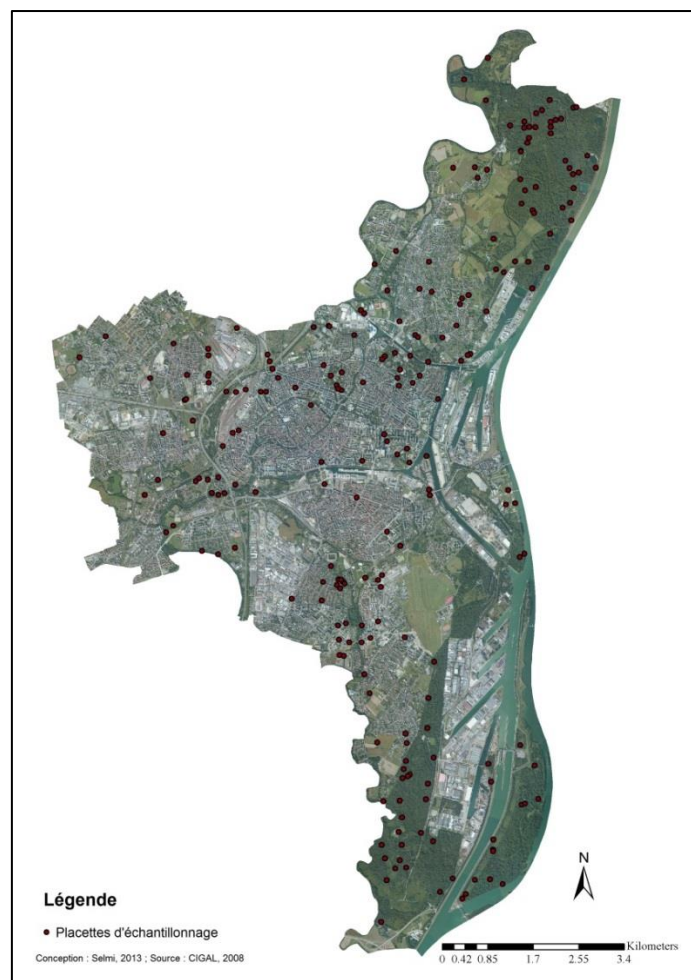 N
Légende
Placettes d'échantillonnage
Kilometers
0 0.42 0.85 1.7 2.55 3.4
Conception : Selmi, 2013 ; Source : CIGAL, 2008